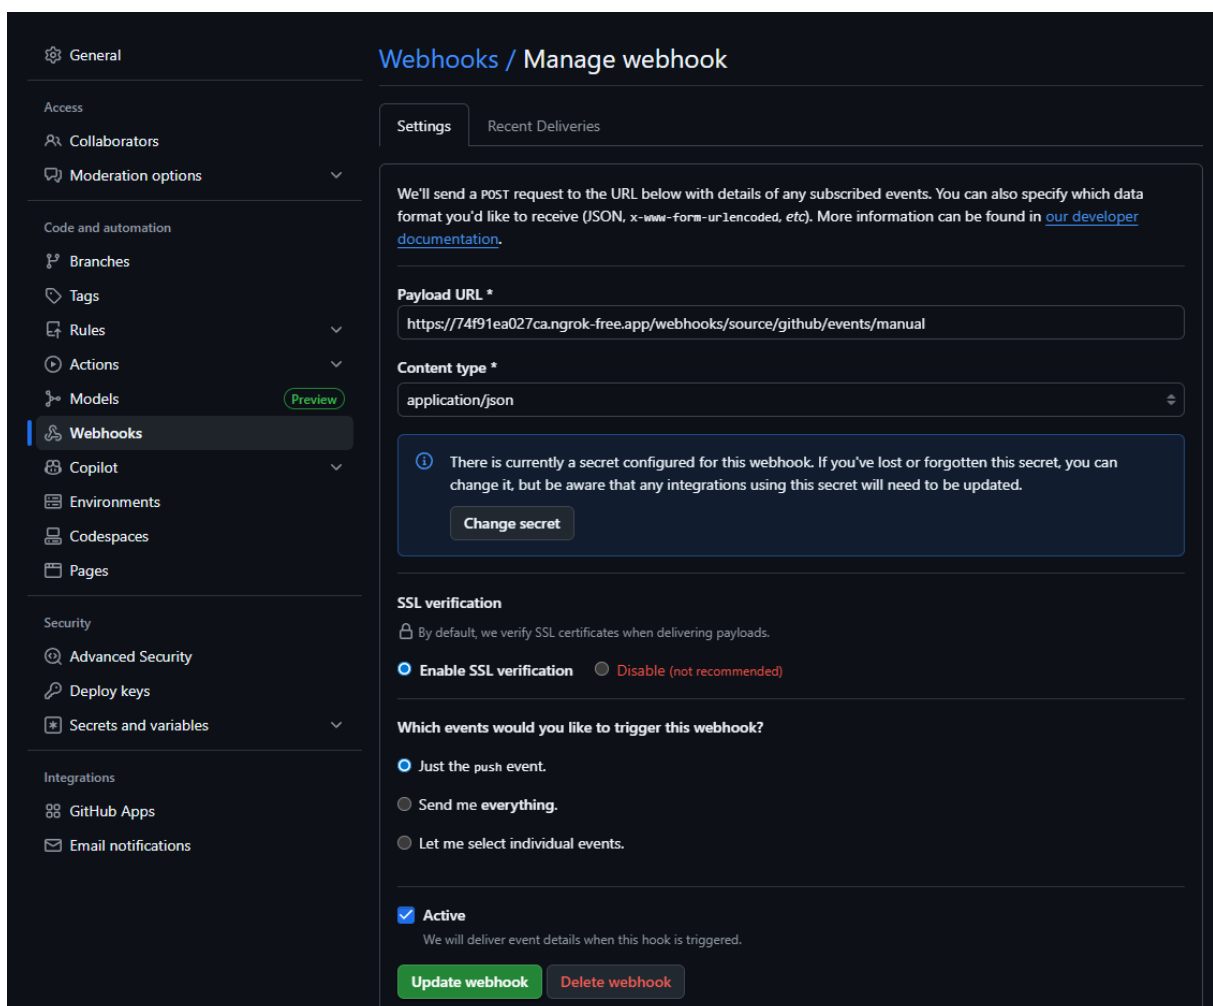 General
Access
Collaborators
Moderation options
Code and automation
Branches
Tags
Rules
Actions
Models Preview
Webhooks
Copilot
Environments
Codespaces
Pages
Security
Advanced Security
Deploy keys
Secrets and variables
Integrations
GitHub Apps
Email notifications
Webhooks / Manage webhook
Settings Recent Deliveries
We'll send a POST request to the URL below with details of any subscribed events. You can also specify which data
format you'd like to receive (JSON, x-www-form-urlencoded, etc). More information can be found in our developer
documentation.
Payload URL *
https://74f91ea027ca.ngrok-free.app/webhooks/source/github/events/manual
Content type *
application/json
There is currently a secret configured for this webhook. If you've lost or forgotten this secret, you can
change it, but be aware that any integrations using this secret will need to be updated.
Change secret
SSL verification
By default, we verify SSL certificates when delivering payloads.
Enable SSL verification Disable (not recommended)
Which events would you like to trigger this webhook?
Just the push event.
Send me everything.
Let me select individual events.
Active
We will deliver event details when this hook is triggered.
Update webhook Delete webhook